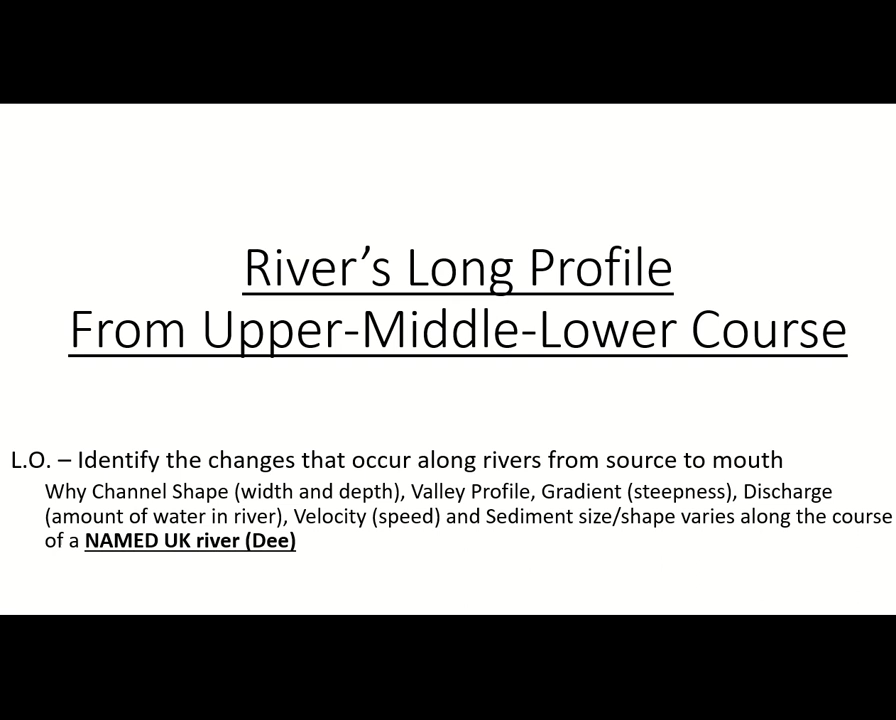 River’s Long Profile
From Upper-Middle-Lower Course
L.O. – Identify the changes that occur along rivers from source to mouth
Why Channel Shape (width and depth), Valley Profile, Gradient (steepness), Discharge
(amount of water in river), Velocity (speed) and Sediment size/shape varies along the course
of a NAMED UK river (Dee)